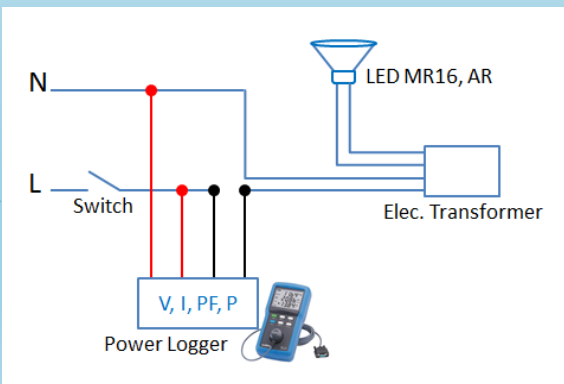 N
LED MR16, AR
L
Switch
Elec. Transformer
V, I, PF, P
Power Logger